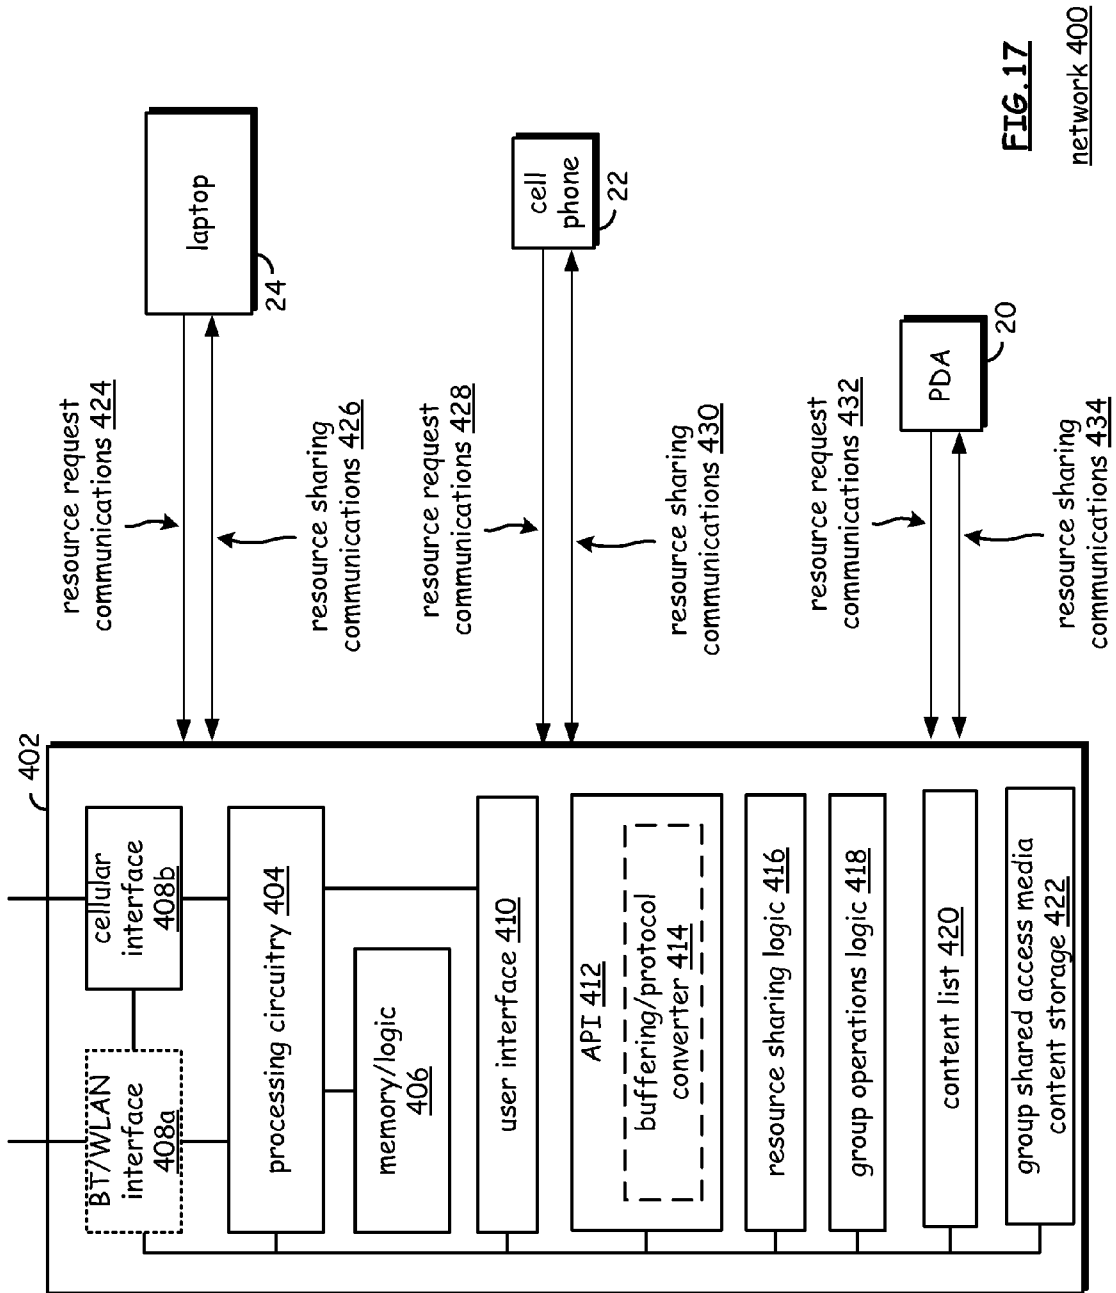 402
BT/WLAN
interface
408a
cellular
interface
408b
processing circuitry 404
memory/logic
406
user interface 410
API 412
buffering/protocol
converter 414
resource sharing logic 416
group operations logic 418
content list 420
group shared access media
content storage 422
resource request
communications 424
resource sharing
communications 426
laptop
24
resource request
communications 428
resource sharing
communications 430
cell
phone
22
resource request
communications 432
resource sharing
communications 434
PDA
20
FIG. 17
network 400